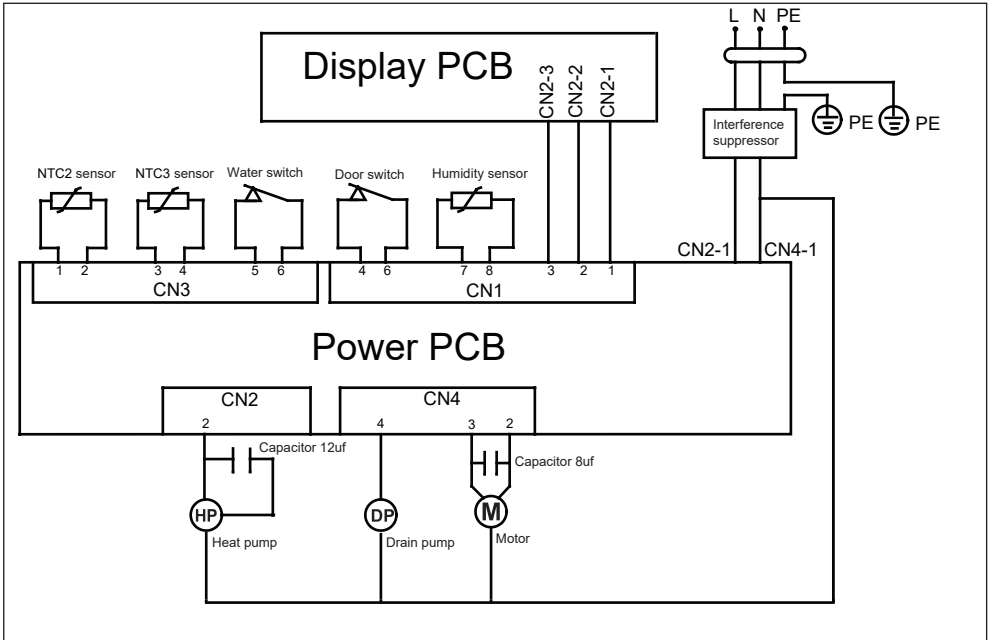 L N PE
Display PCB
CN2-3
CN2-2
CN2-1
Interference
suppressor
PE
PE
NTC2 sensor
NTC3 sensor
Water switch
Door switch
Humidity sensor
CN2-1
CN4-1
1 2 3 4 5 6
4 6 7 8 3 2 1
CN3
CN1
Power PCB
CN2
CN4
2
4
3
2
Capacitor 12uf
Capacitor 8uf
HP
DP
M
Heat pump
Drain pump
Motor